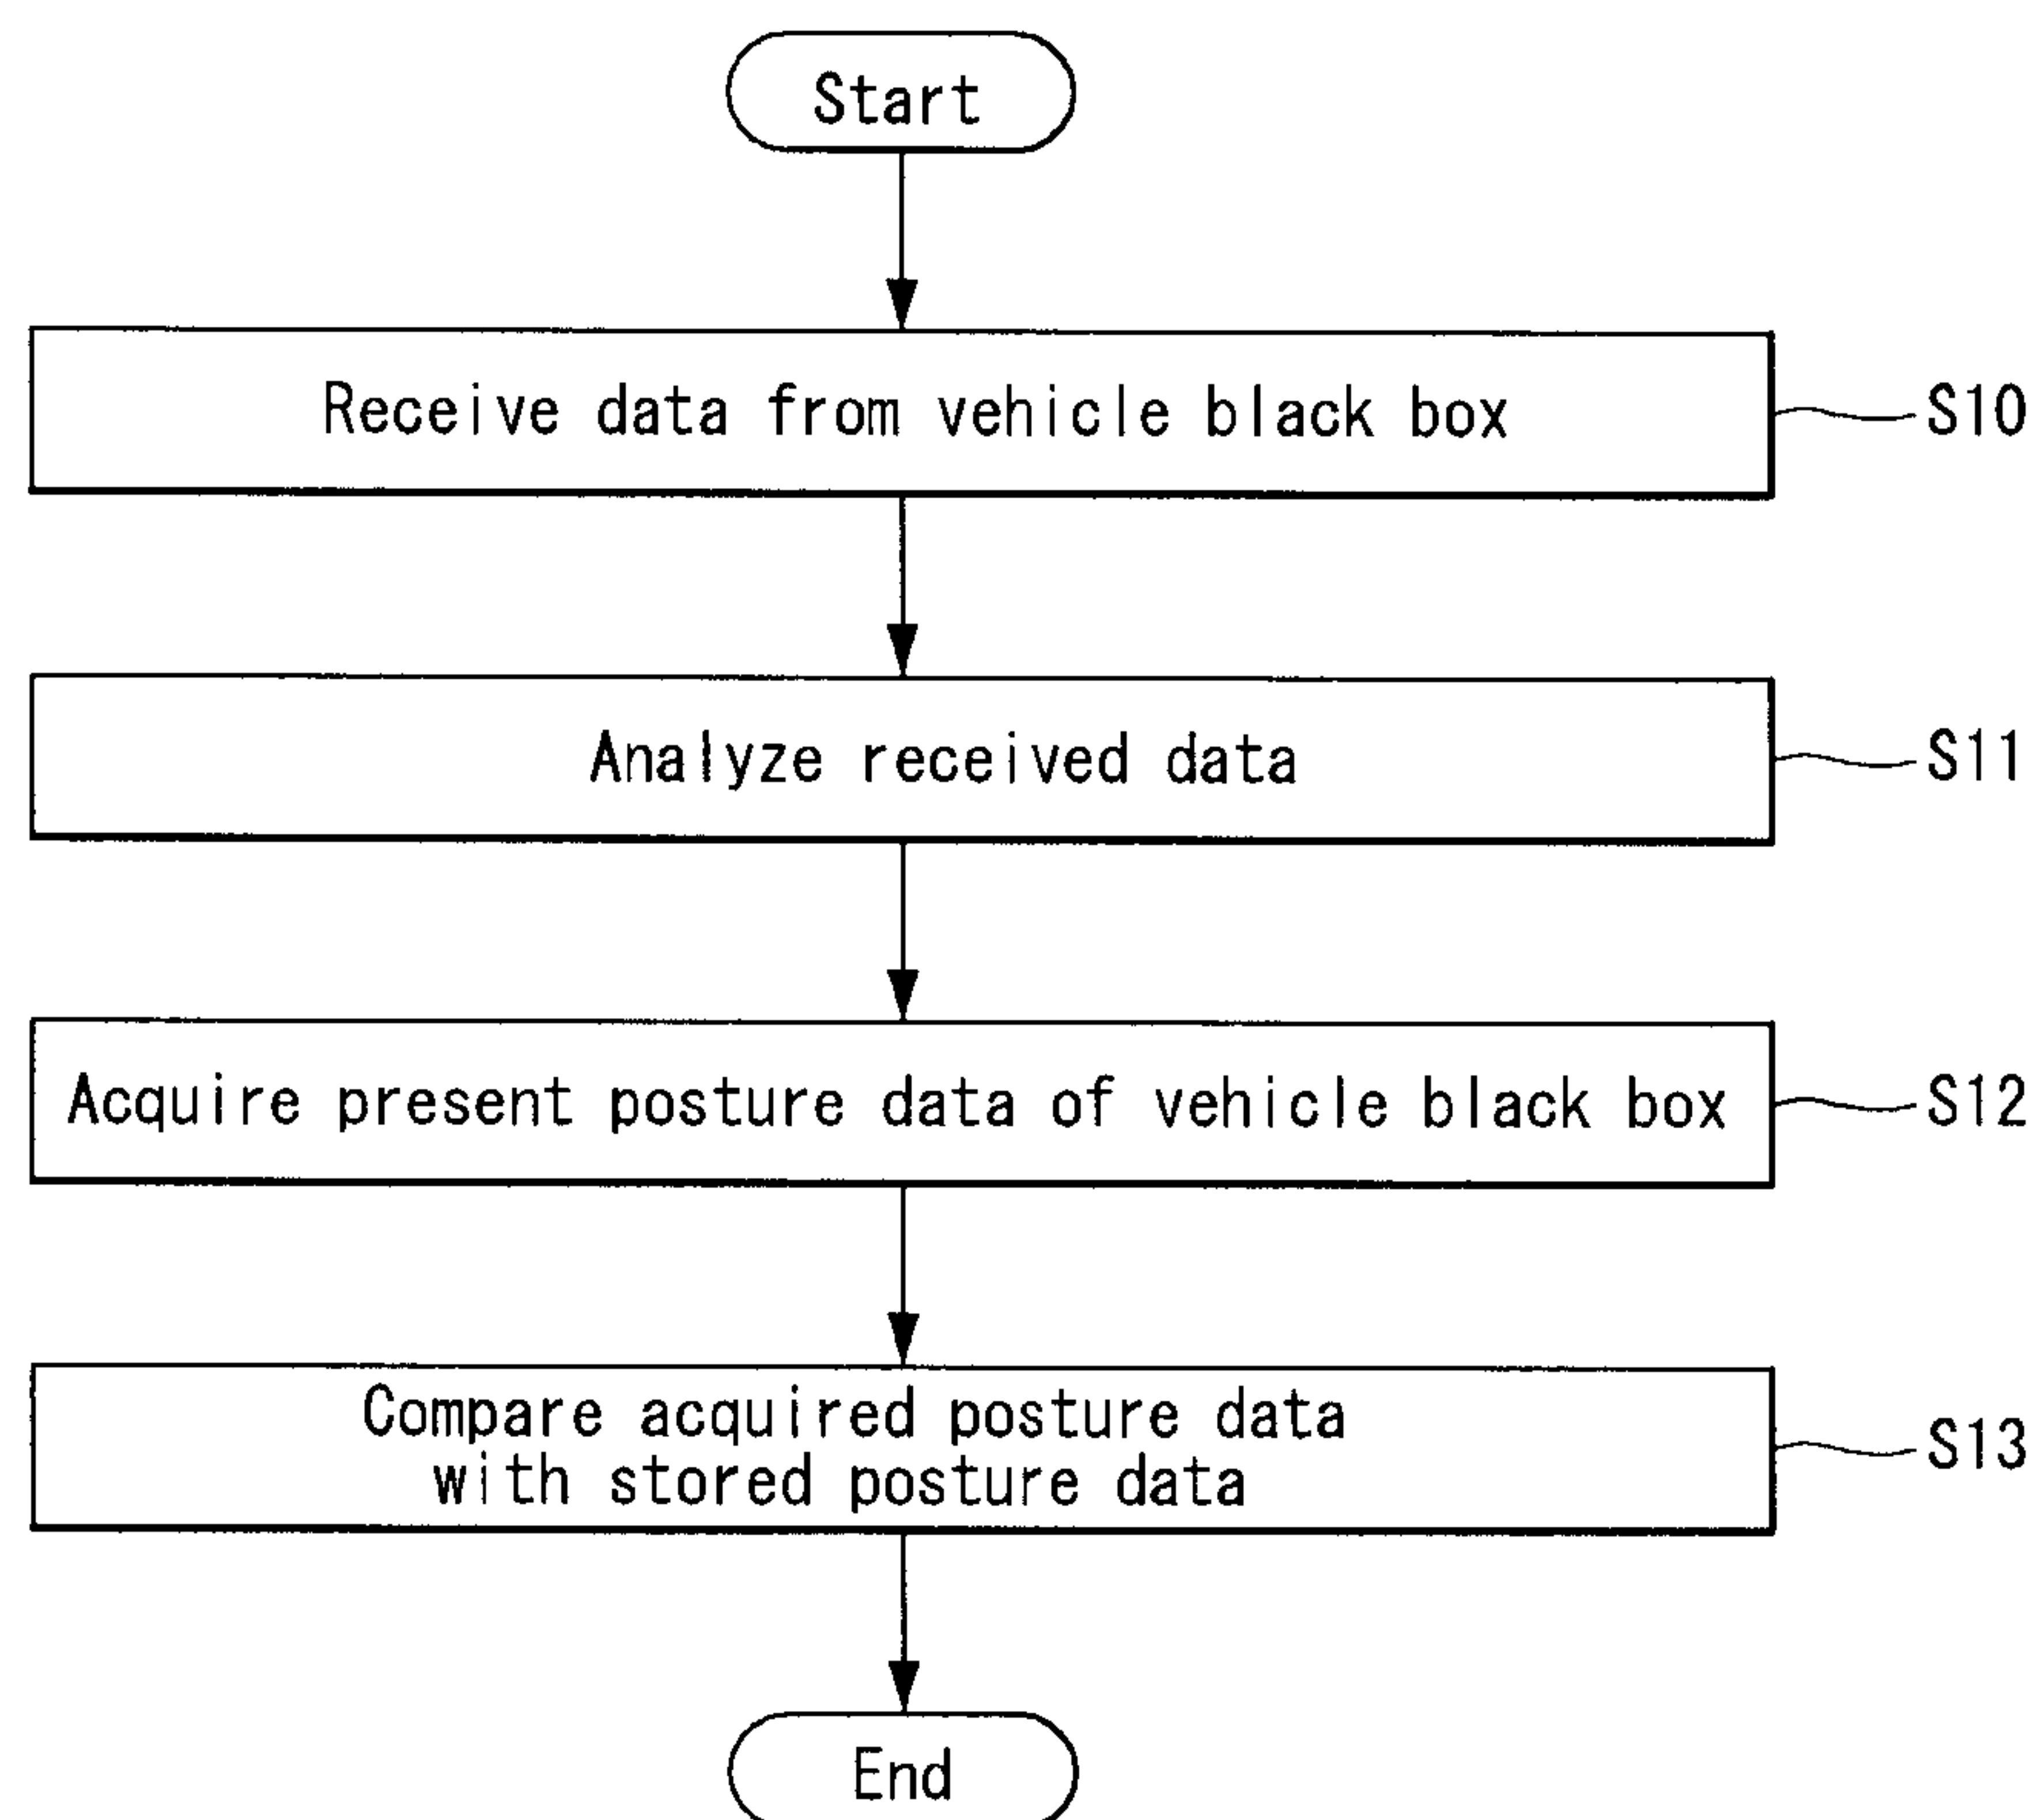 Start
Receive data from vehicle black box
S10
Analyze received data
S11
Acquire present posture data of vehicle black box
S12
Compare acquired posture data
with stored posture data
S13
End